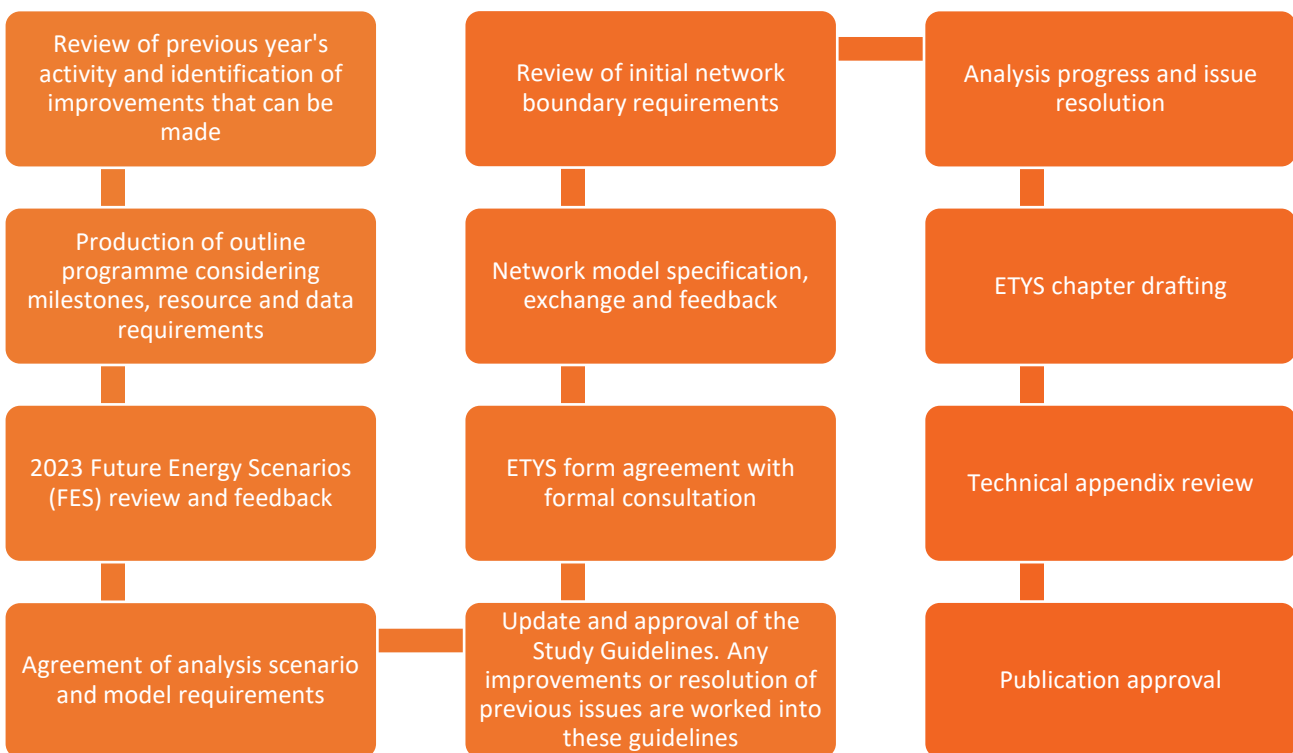 Review of previous year's
activity and identification of
improvements that can be
made
Production of outline
programme considering
milestones, resource and data
requirements
2023 Future Energy Scenarios
(FES) review and feedback
Agreement of analysis scenario
and model requirements
Update and approval of the
Study Guidelines. Any
improvements or resolution of
previous issues are worked into
these guidelines
ETYS form agreement with
formal consultation
Network model specification,
exchange and feedback
Review of initial network
boundary requirements
Analysis progress and issue
resolution
ETYS chapter drafting
Technical appendix review
Publication approval